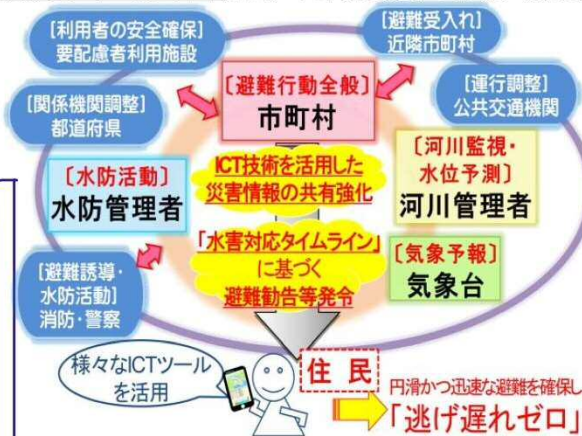 [利用者の安全確保]
要配慮者利用施設
[避難受入れ]
近隣市町村
[関係機関調整]
都道府県
[避難行動全般]
市町村
[運行調整]
公共交通機関
[水防活動]
水防管理者
ICT技術を活用した
災害情報の共有強化
[河川監視・
水位予測]
河川管理者
「水害対応タイムライン」
に基づく
避難勧告等発令
[気象予報]
気象台
[避難誘導・
水防活動]
消防・警察
様々なICTツール
を活用
住民
円滑かつ迅速な避難を確保し
「逃げ遅れゼロ」